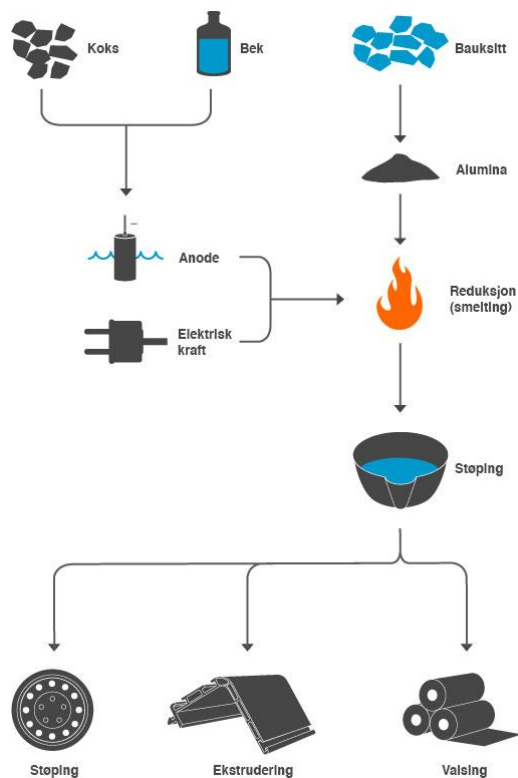 Koks
Bek
Bauksitt
Alumina
Anode
Elektrisk
kraft
Reduksjon
(smelting)
Støping
Støping
Ekstrudering
Valsing